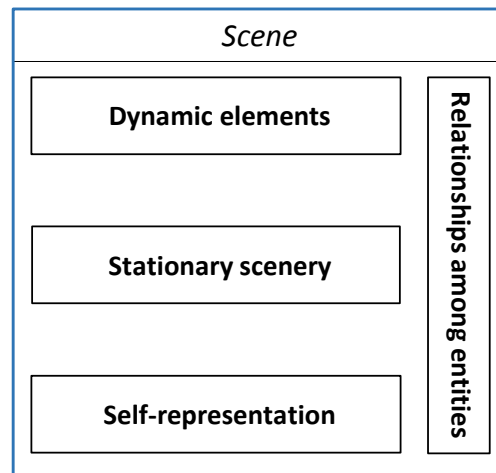 Scene
Dynamic elements
Stationary scenery
Self-representation
Relationships among entities